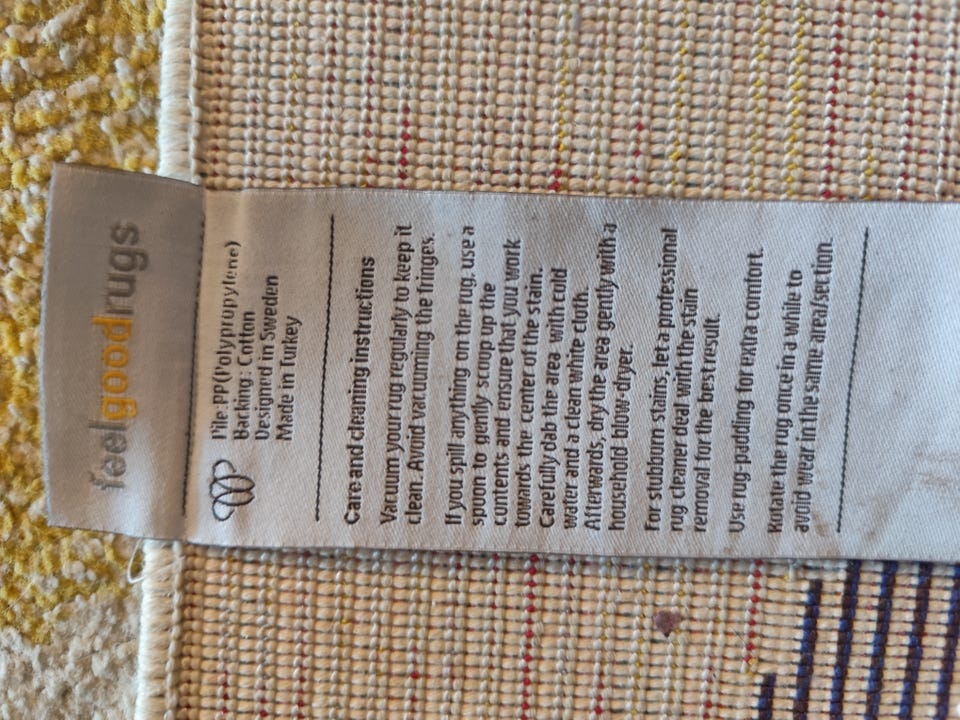 feelgoodrugs
Pile: PP (Polypropylene)
Backing: Cotton
Designed in Sweden
Made in Turkey
Care and cleaning instructions
Vacuum your rug regularly to keep it
clean. Avoid vacuuming the fringes.
If you spill anything on the rug, use a
spoon to gently scoop up the
contents and ensure that you work
towards the center of the stain.
Carefully dab the area with cold
water and a clean white cloth.
Afterwards, dry the area gently with a
household blow-dryer.
For stubborn stains, let a professional
rug cleaner deal with the stain
removal for the best result.
Use rug-padding for extra comfort.
Rotate the rug once in a while to
avoid wear in the same area/section.